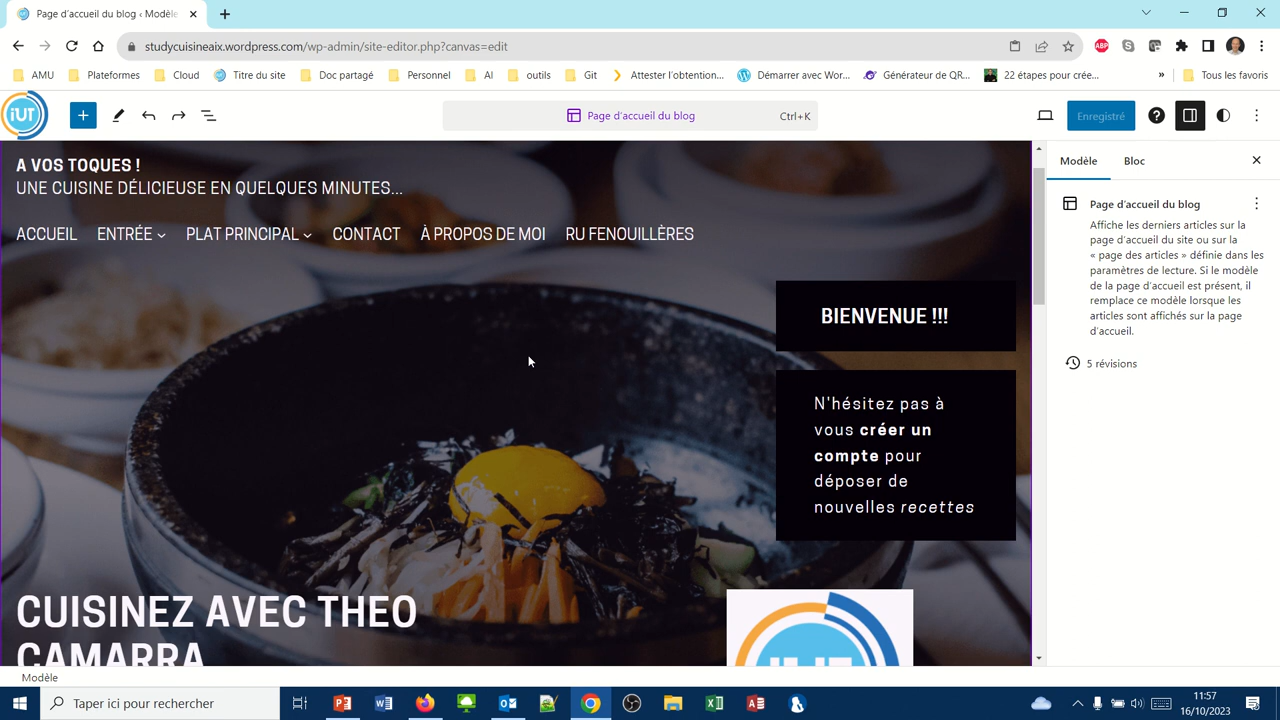 Page d'accueil du blog ‹ Modèle
studycuisineaix.wordpress.com/wp-admin/site-editor.php?canvas=edit
ABP
AMU
Plateformes
Cloud
Titre du site
Doc partagé
Personnel
AI
outils
Git
Attester l'obtention...
Démarrer avec Wor...
Générateur de QR...
22 étapes pour crée...
»
Tous les favoris
iUT
Page d'accueil du blog
Ctrl+K
Enregistré
A VOS TOQUES !
UNE CUISINE DÉLICIEUSE EN QUELQUES MINUTES...
ACCUEIL
ENTRÉE
PLAT PRINCIPAL
CONTACT
À PROPOS DE MOI
RU FENOUILLÈRES
BIENVENUE !!!
N'hésitez pas à
vous créer un
compte pour
déposer de
nouvelles recettes
CUISINEZ AVEC THEO
CAMARRA
Modèle
Bloc
Page d'accueil du blog
Affiche les derniers articles sur la
page d'accueil du site ou sur la
« page des articles » définie dans les
paramètres de lecture. Si le modèle
de la page d'accueil est présent, il
remplace ce modèle lorsque les
articles sont affichés sur la page
d'accueil.
5 révisions
Modèle
Taper ici pour rechercher
11:57
16/10/2023